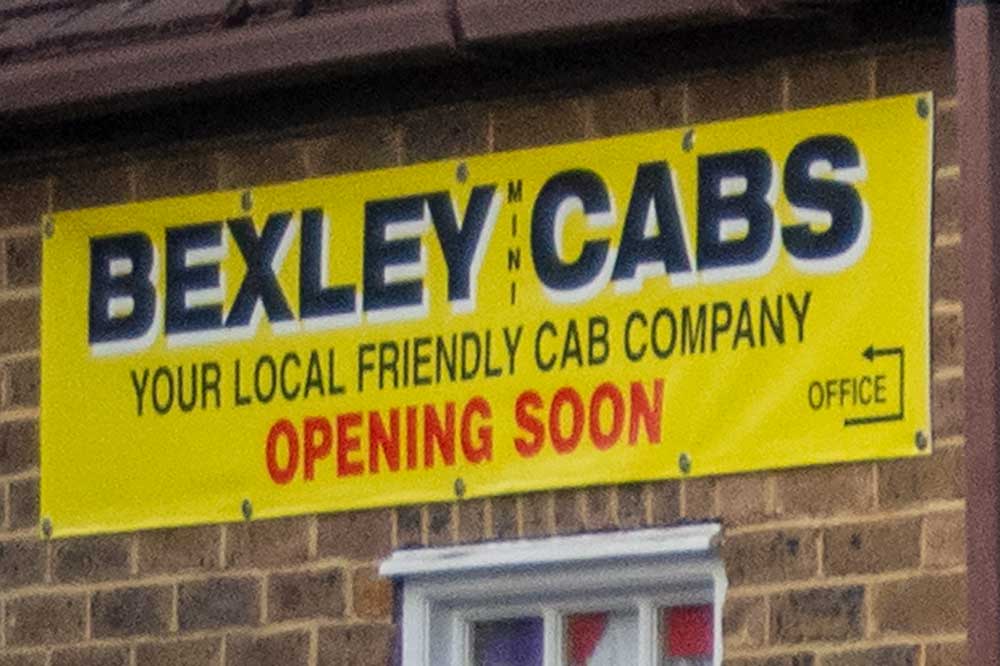 BEXLEY MINI CABS
YOUR LOCAL FRIENDLY CAB COMPANY
OPENING SOON
OFFICE